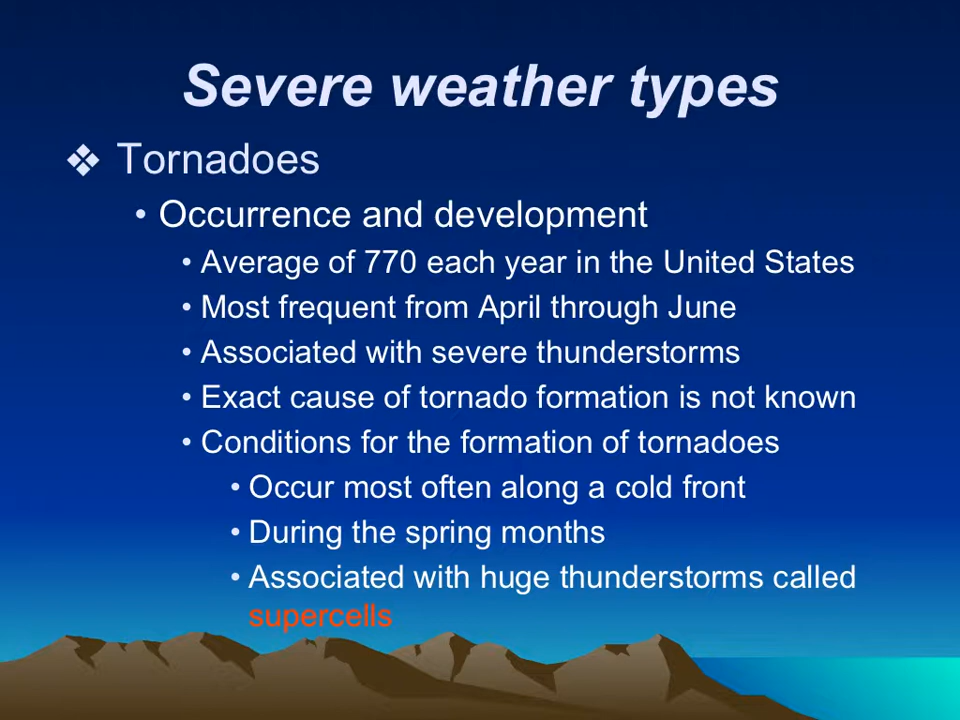 Severe weather types
❖ Tornadoes
• Occurrence and development
• Average of 770 each year in the United States
• Most frequent from April through June
• Associated with severe thunderstorms
• Exact cause of tornado formation is not known
• Conditions for the formation of tornadoes
• Occur most often along a cold front
• During the spring months
• Associated with huge thunderstorms called
supercells